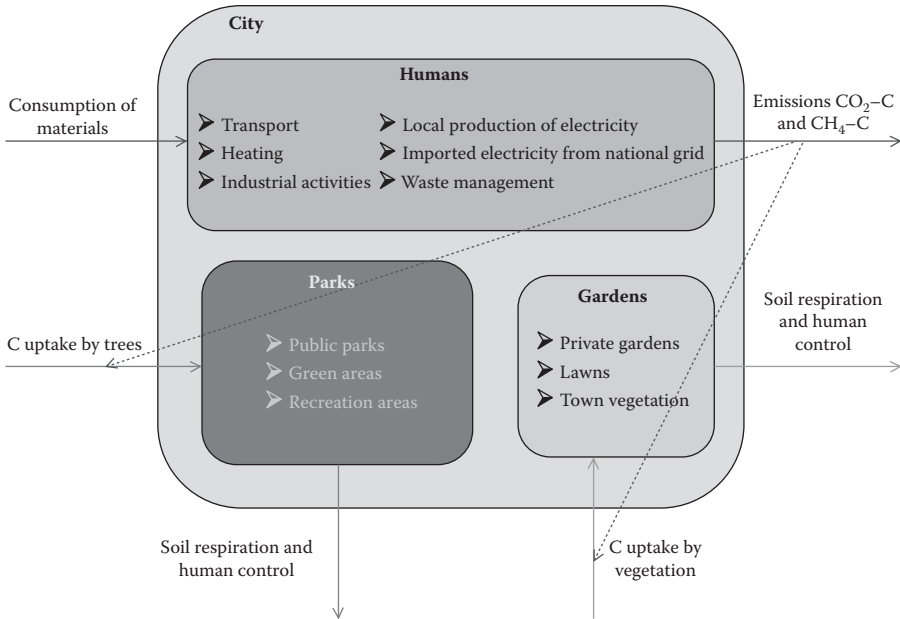 City
Humans
Consumption of
materials
Transport
Heating
Industrial activities
Local production of electricity
Imported electricity from national grid
Waste management
Emissions CO₂–C
and CH₄–C
Parks
Public parks
Green areas
Recreation areas
Gardens
Private gardens
Lawns
Town vegetation
C uptake by trees
Soil respiration
and human
control
Soil respiration and
human control
C uptake by
vegetation